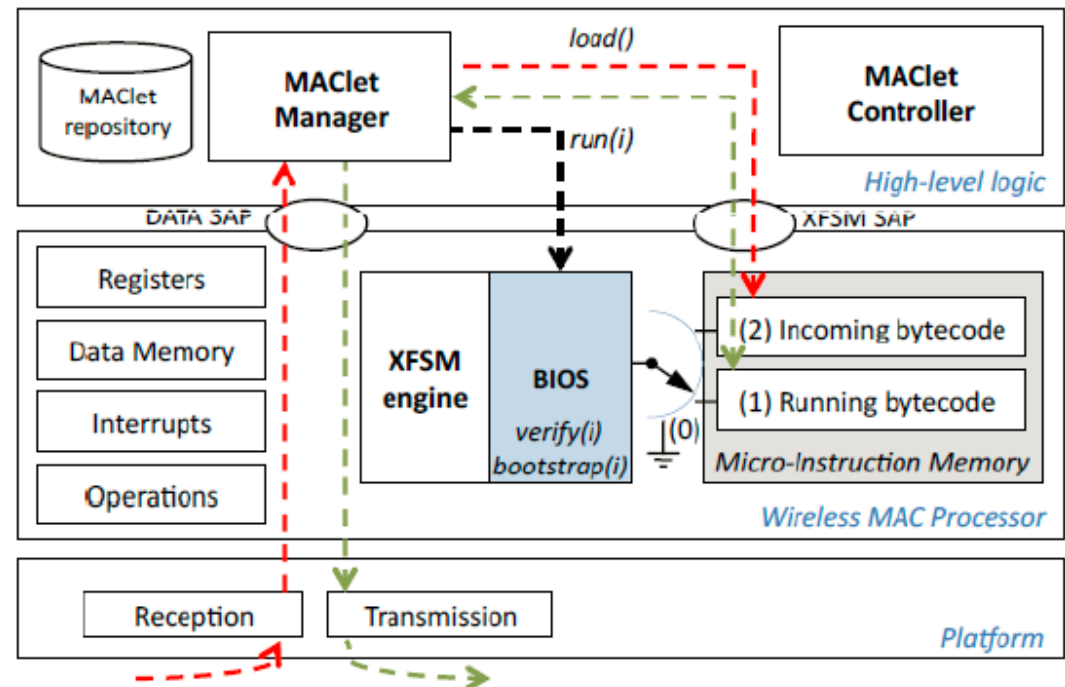 load()
MAClet
repository
MAClet
Manager
MAClet
Controller
run(i)
High-level logic
DATA SAP
XFSM SAP
Registers
Data Memory
Interrupts
Operations
XFSM
engine
BIOS
verify(i)
bootstrap(i)
(2) Incoming bytecode
(1) Running bytecode
(0)
Micro-Instruction Memory
Wireless MAC Processor
Reception
Transmission
Platform